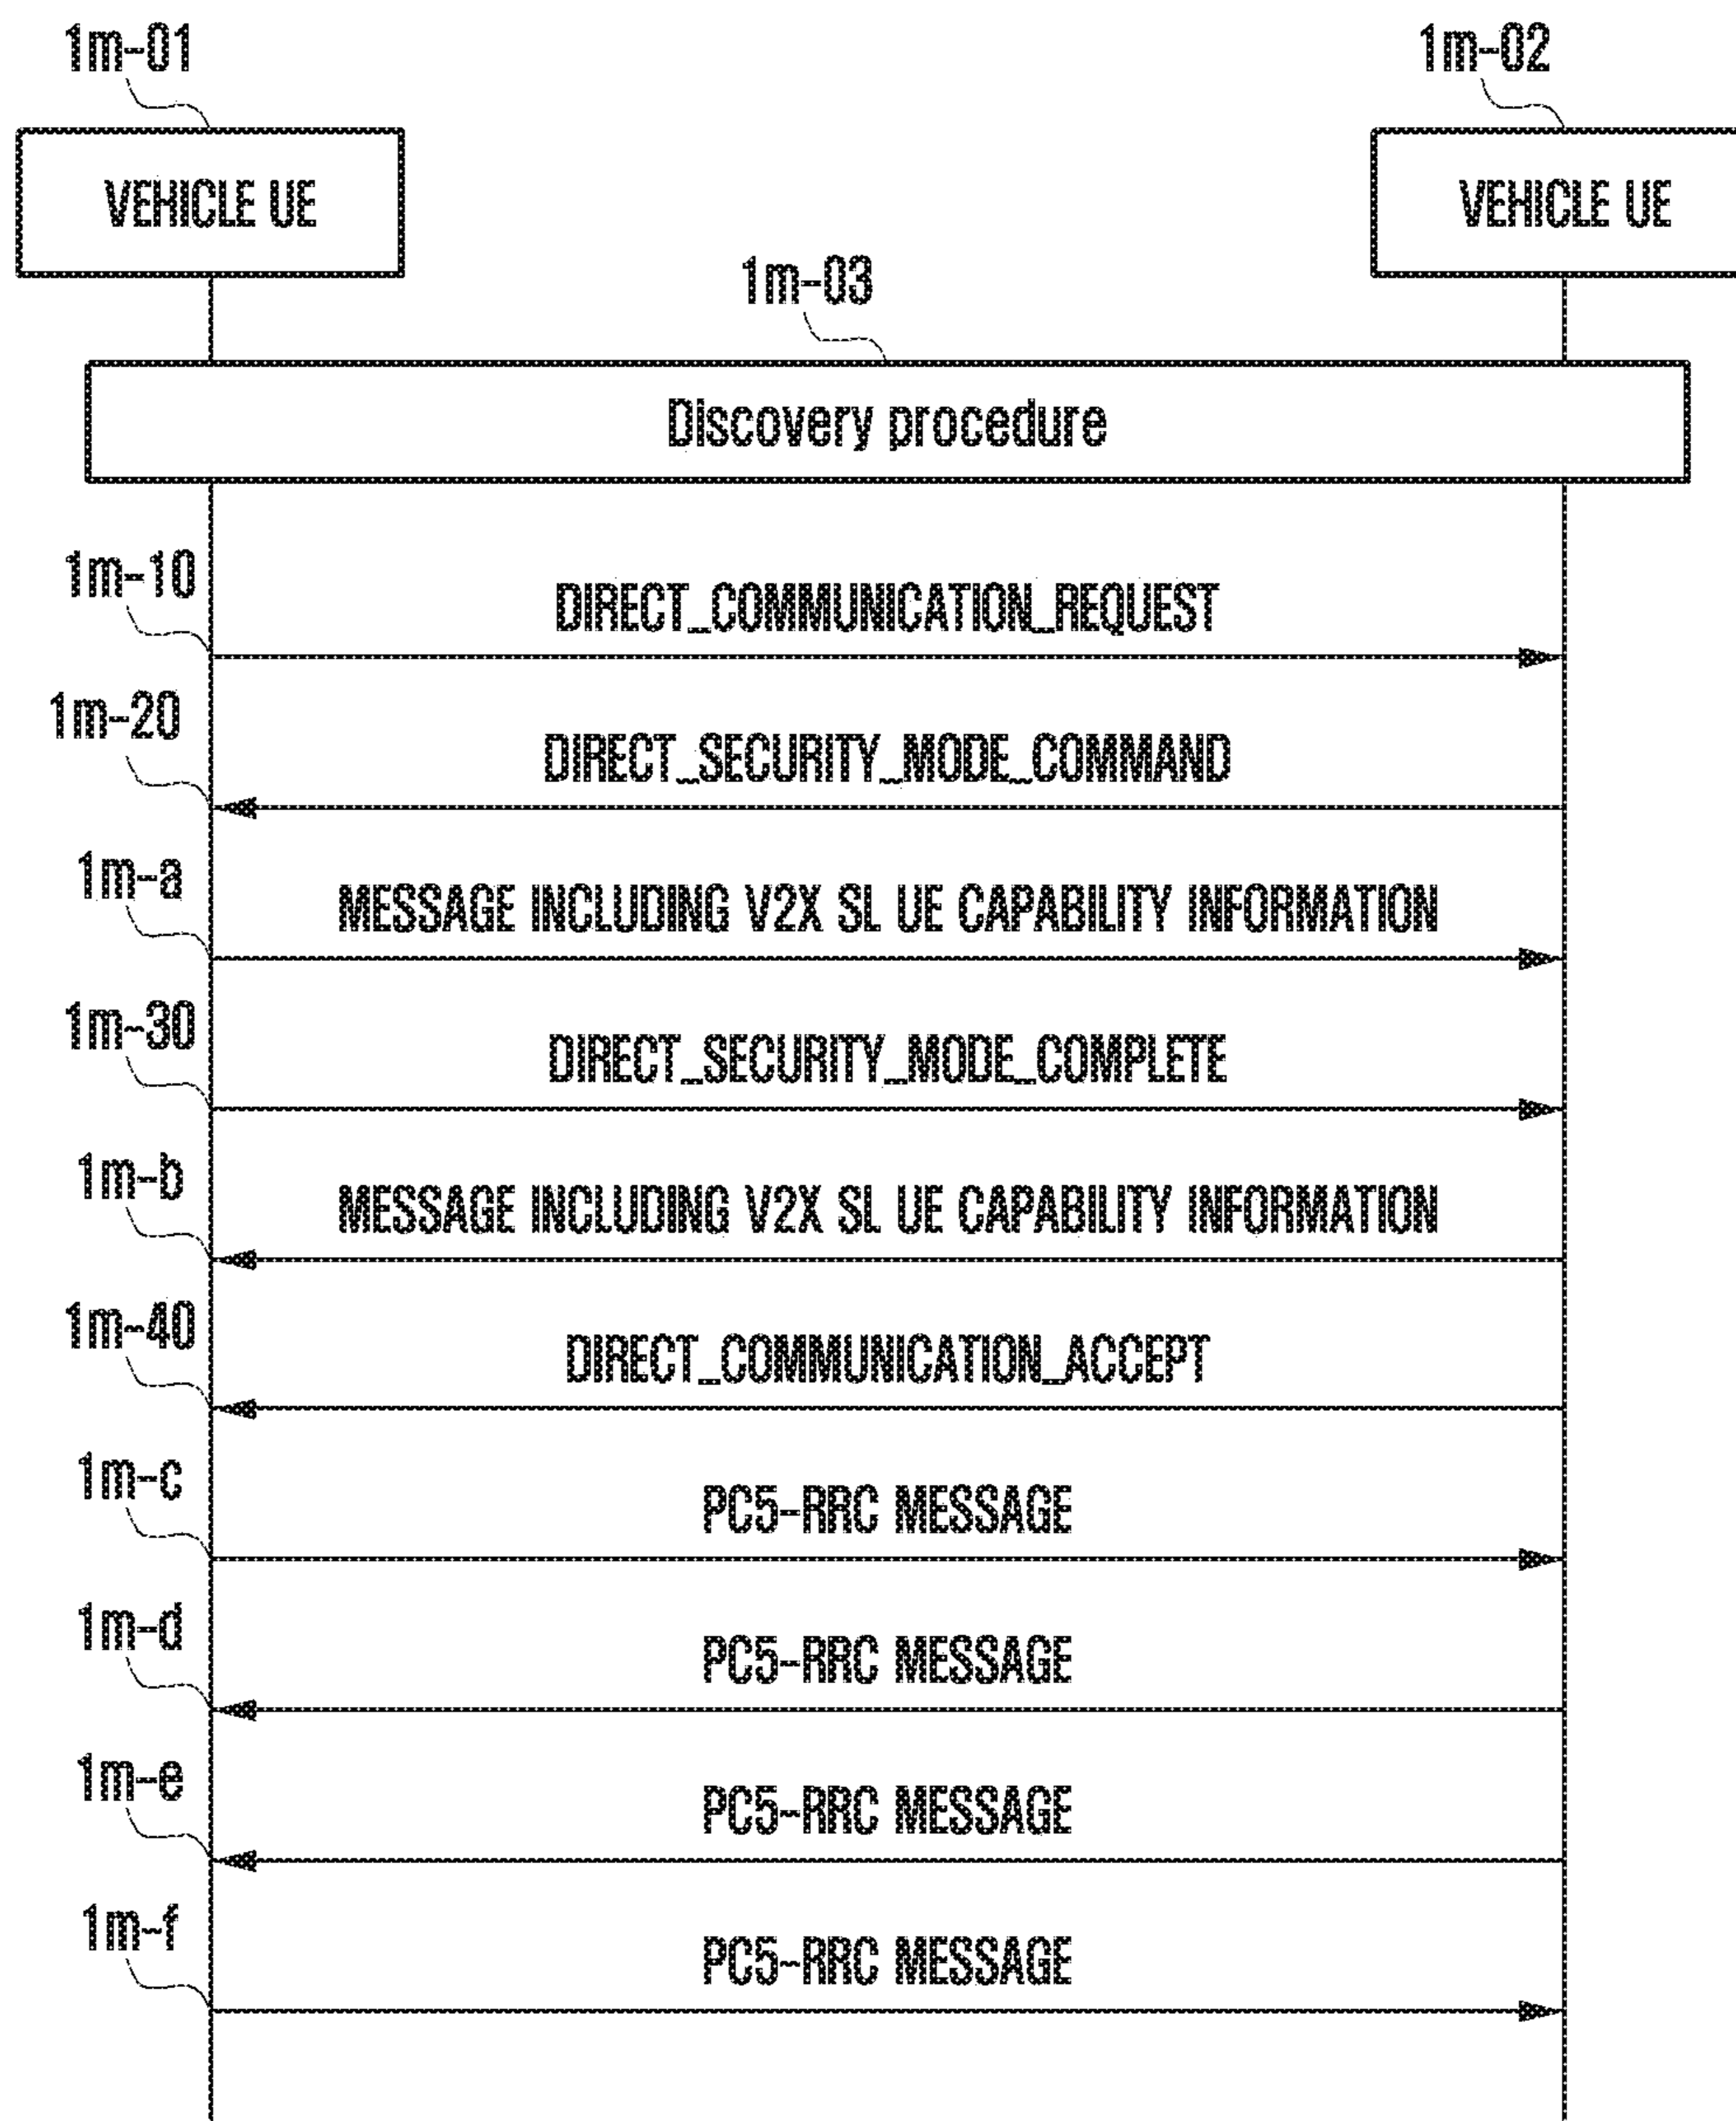 1m-01
1m-02
VEHICLE UE
VEHICLE UE
1m-03
Discovery procedure
1m-10
DIRECT_COMMUNICATION_REQUEST
1m-20
DIRECT_SECURITY_MODE_COMMAND
1m-a
MESSAGE INCLUDING V2X SL UE CAPABILITY INFORMATION
1m-30
DIRECT_SECURITY_MODE_COMPLETE
1m-b
MESSAGE INCLUDING V2X SL UE CAPABILITY INFORMATION
1m-40
DIRECT_COMMUNICATION_ACCEPT
1m-c
PC5-RRC MESSAGE
1m-d
PC5-RRC MESSAGE
1m-e
PC5-RRC MESSAGE
1m-f
PC5-RRC MESSAGE